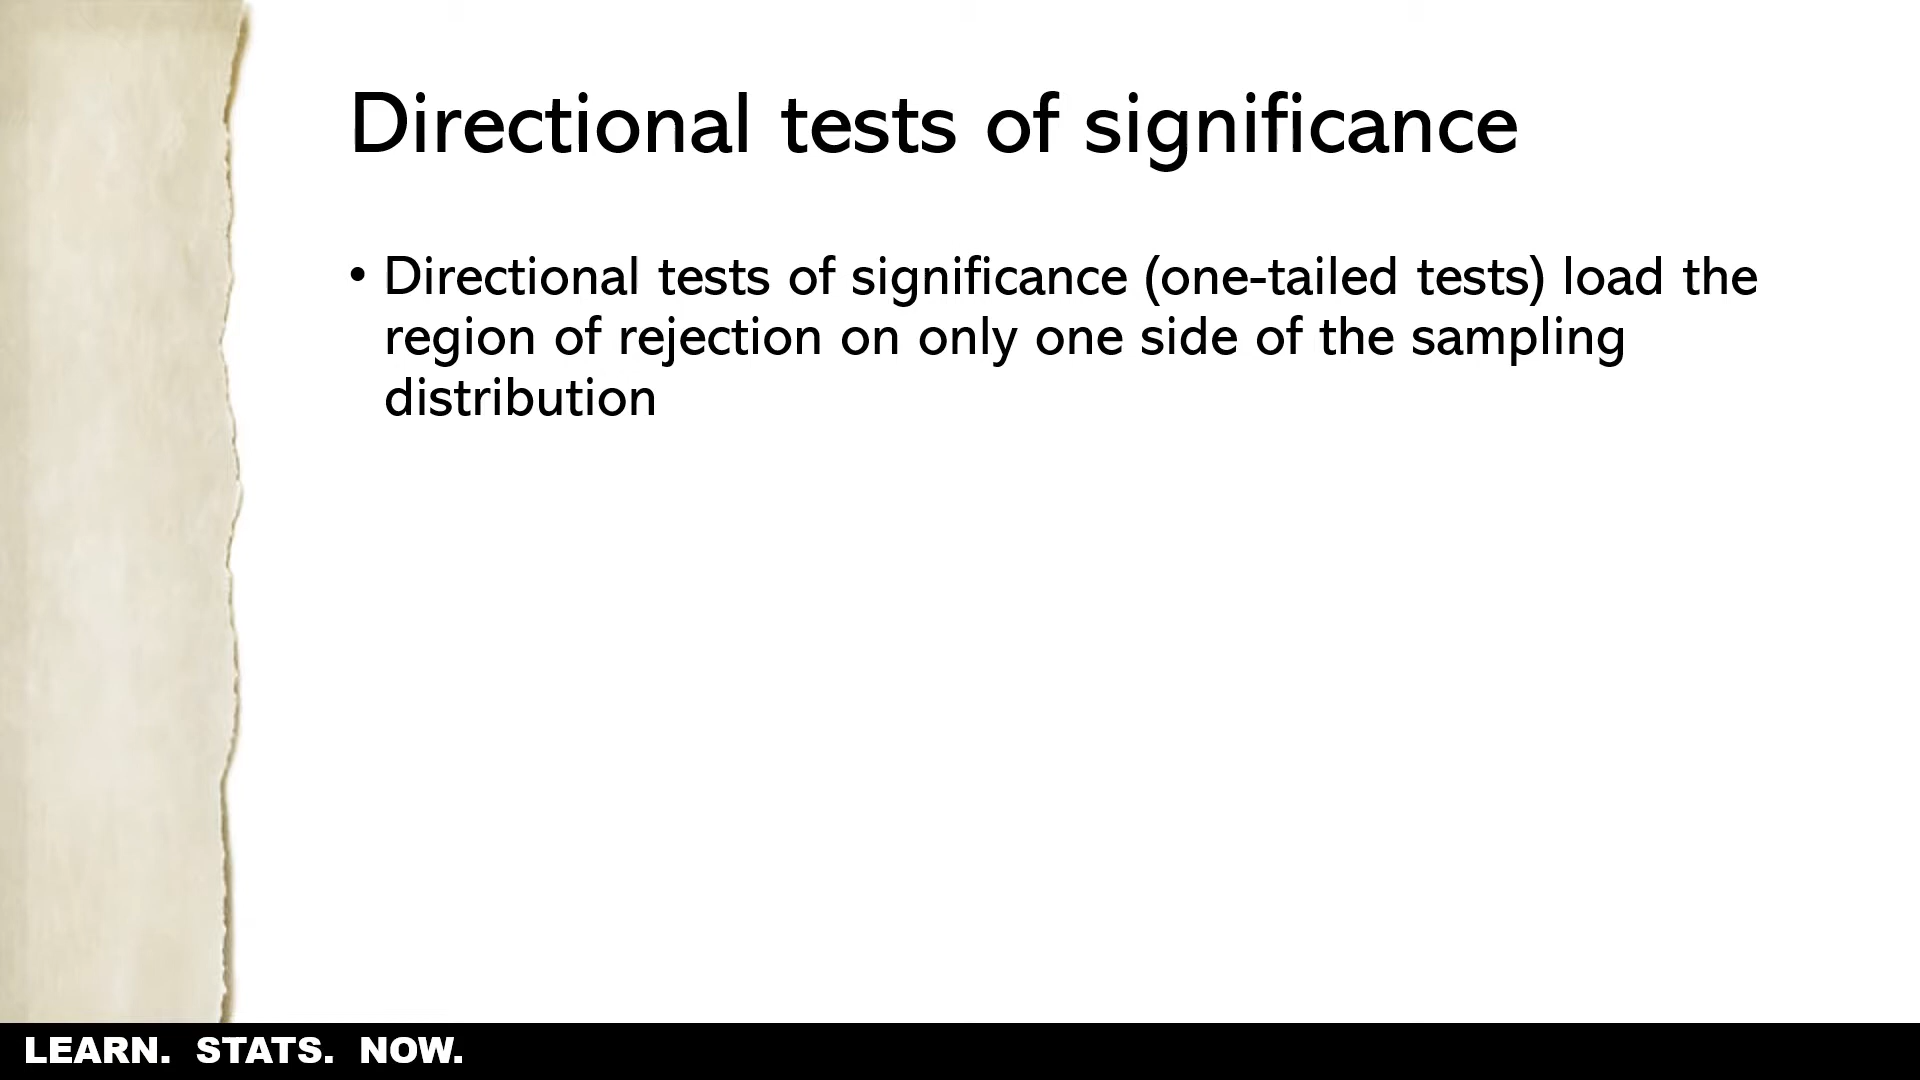 Directional tests of significance
• Directional tests of significance (one-tailed tests) load the
region of rejection on only one side of the sampling
distribution
LEARN. STATS. NOW.